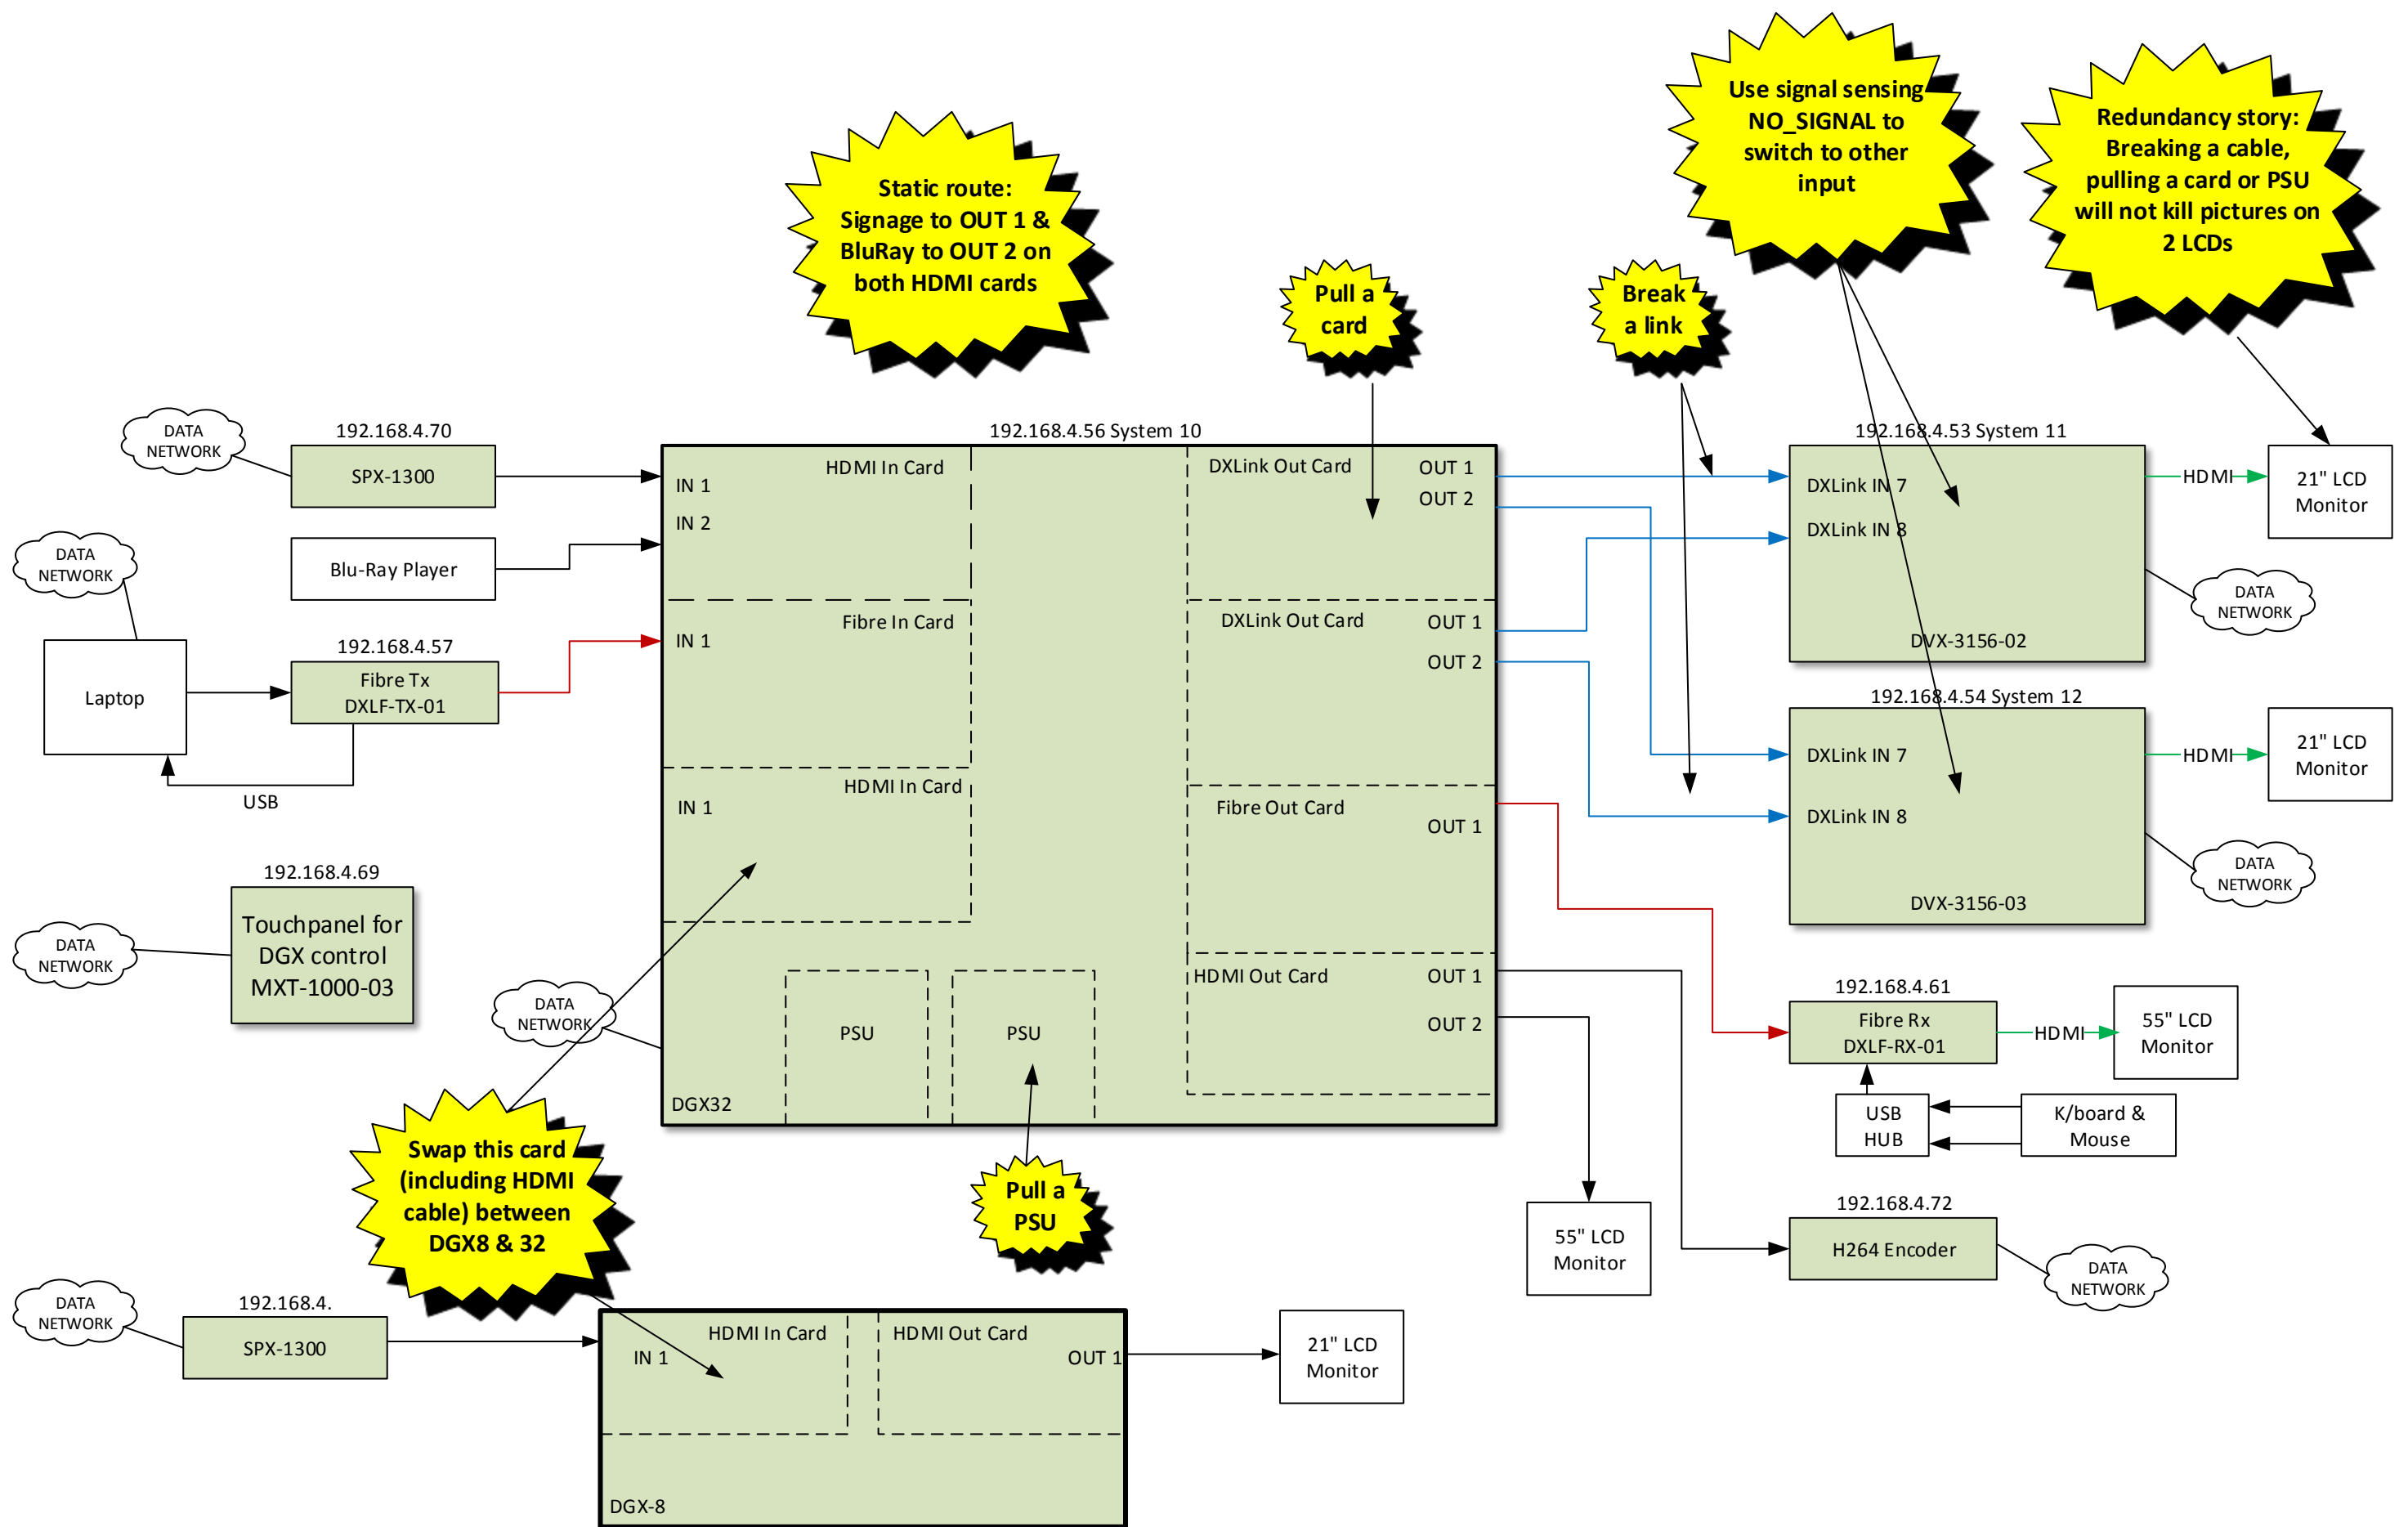 Use signal sensing
NO_SIGNAL to
switch to other
input
Redundancy story:
Breaking a cable,
pulling a card or PSU
will not kill pictures on
2 LCDs
Static route:
Signage to OUT 1 &
BluRay to OUT 2 on
both HDMI cards
Pull a
card
Break
a link
DATA
NETWORK
192.168.4.70
SPX-1300
Blu-Ray Player
DATA
NETWORK
Laptop
192.168.4.57
Fibre Tx
DXLF-TX-01
USB
192.168.4.69
Touchpanel for
DGX control
MXT-1000-03
DATA
NETWORK
192.168.4.56 System 10
HDMI In Card
IN 1
IN 2
Fibre In Card
IN 1
HDMI In Card
IN 1
DXLink Out Card
OUT 1
OUT 2
DXLink Out Card
OUT 1
OUT 2
Fibre Out Card
OUT 1
HDMI Out Card
OUT 1
OUT 2
PSU
PSU
DGX32
DATA
NETWORK
192.168.4.53 System 11
DXLink IN 7
DXLink IN 8
DVX-3156-02
HDMI
21" LCD
Monitor
DATA
NETWORK
192.168.4.54 System 12
DXLink IN 7
DXLink IN 8
DVX-3156-03
HDMI
21" LCD
Monitor
DATA
NETWORK
192.168.4.61
Fibre Rx
DXLF-RX-01
HDMI
55" LCD
Monitor
USB
HUB
K/board &
Mouse
192.168.4.72
H264 Encoder
DATA
NETWORK
55" LCD
Monitor
Swap this card
(including HDMI
cable) between
DGX8 & 32
Pull a
PSU
DATA
NETWORK
192.168.4.
SPX-1300
HDMI In Card
IN 1
HDMI Out Card
OUT 1
DGX-8
21" LCD
Monitor